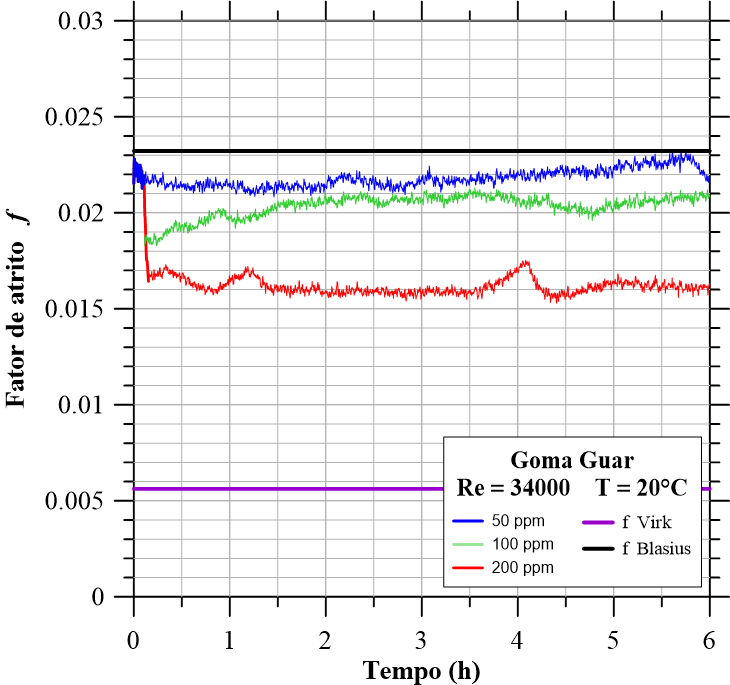 0.03
0.025
0.02
0.015
0.01
0.005
0
Fator de atrito f
Goma Guar
Re = 34000 T = 20°C
50 ppm f Virk
100 ppm f Blasius
200 ppm
0 1 2 3 4 5 6
Tempo (h)